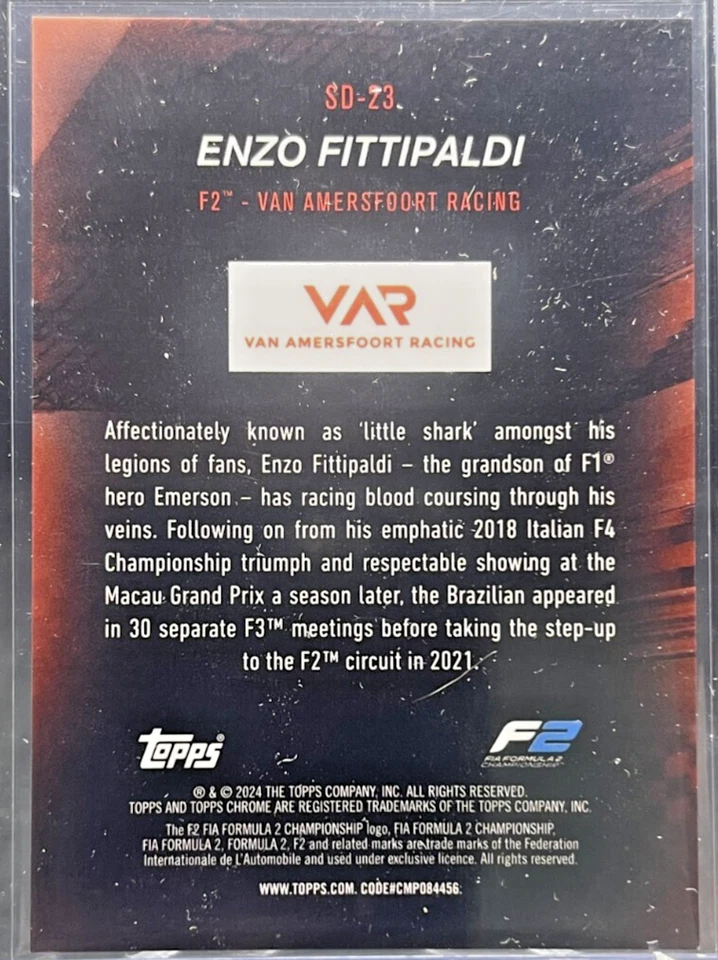 SD-23
ENZO FITTIPALDI
F2™ - VAN AMERSFOORT RACING
VAR
VAN AMERSFOORT RACING
Affectionately known as 'little shark' amongst his
legions of fans, Enzo Fittipaldi – the grandson of F1®
hero Emerson – has racing blood coursing through his
veins. Following on from his emphatic 2018 Italian F4
Championship triumph and respectable showing at the
Macau Grand Prix a season later, the Brazilian appeared
in 30 separate F3™ meetings before taking the step-up
to the F2™ circuit in 2021.
Topps®
F2
FIA FORMULA 2
CHAMPIONSHIP™
® & © 2024 THE TOPPS COMPANY, INC. ALL RIGHTS RESERVED.
TOPPS AND TOPPS CHROME ARE REGISTERED TRADEMARKS OF THE TOPPS COMPANY, INC.
The F2 FIA FORMULA 2 CHAMPIONSHIP logo, FIA FORMULA 2 CHAMPIONSHIP,
FIA FORMULA 2, FORMULA 2, F2 and related marks are trade marks of the Federation
Internationale de L'Automobile and used under exclusive licence. All rights reserved.
WWW.TOPPS.COM. CODE#CMP084456.